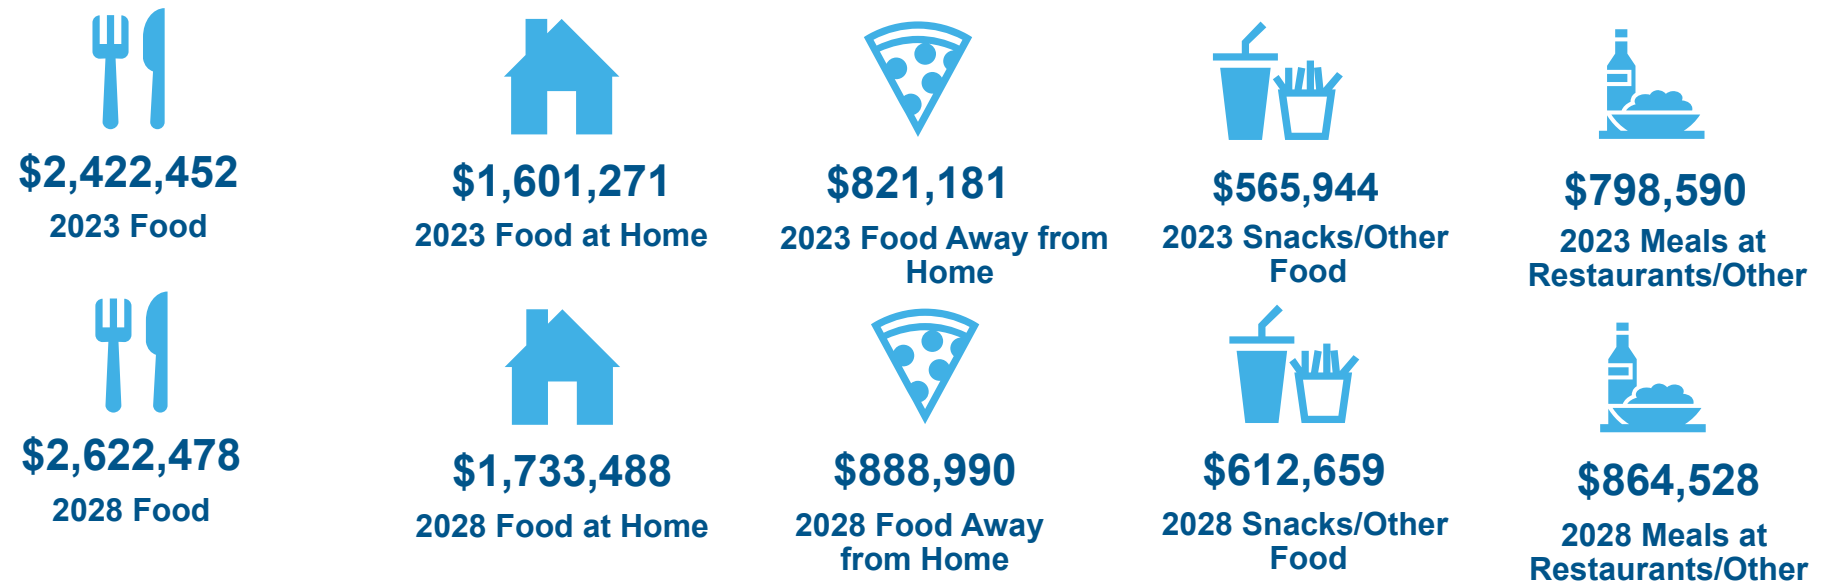 $2,422,452
2023 Food
$1,601,271
2023 Food at Home
$821,181
2023 Food Away from
Home
$565,944
2023 Snacks/Other
Food
$798,590
2023 Meals at
Restaurants/Other
$2,622,478
2028 Food
$1,733,488
2028 Food at Home
$888,990
2028 Food Away
from Home
$612,659
2028 Snacks/Other
Food
$864,528
2028 Meals at
Restaurants/Other